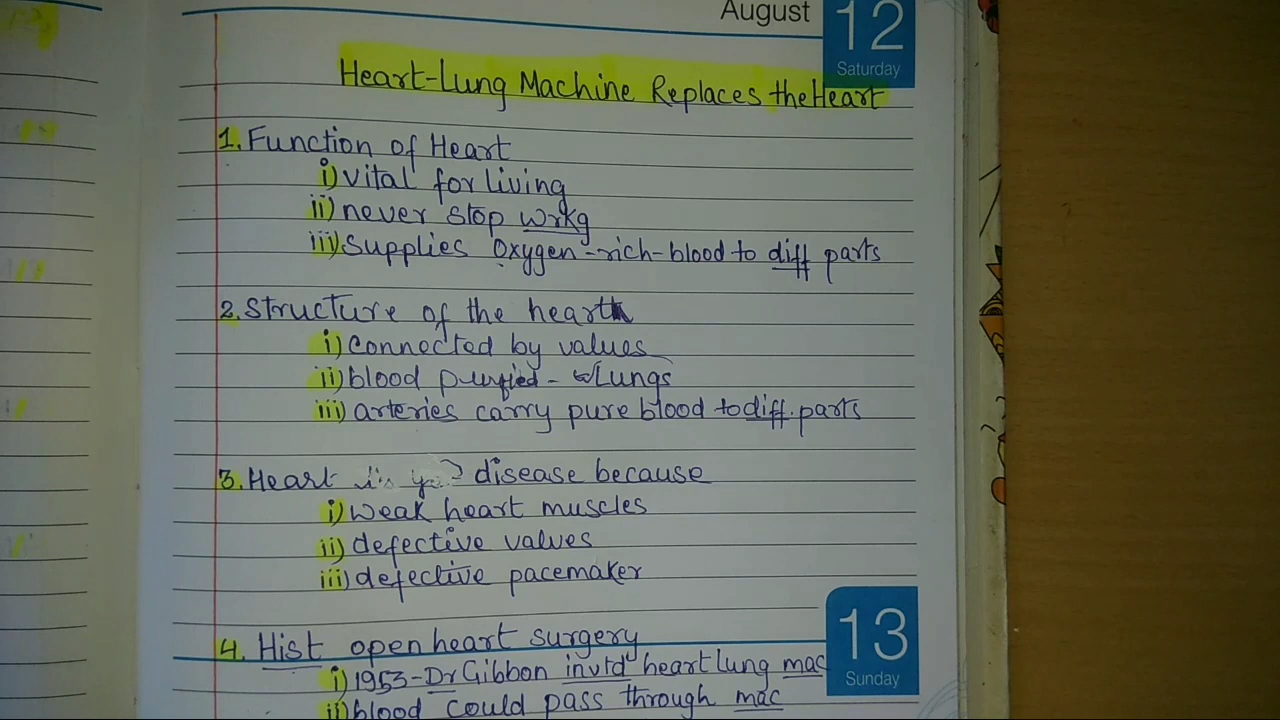 August 12
Saturday
Heart-Lung Machine Replaces the Heart
1. Function of Heart
i) vital for living
ii) never stop wrkg
iii) Supplies Oxygen-rich-blood to diff parts
2. Structure of the heart
i) Connected by values
ii) blood purified - Lungs
iii) arteries carry pure blood to diff. parts
3. Heart disease because
i) weak heart muscles
ii) defective values
iii) defective pacemaker
13
Sunday
4. Hist open heart surgery
i) 1953-Dr Gibbon invtd heart lung mac
ii) blood could pass through mac